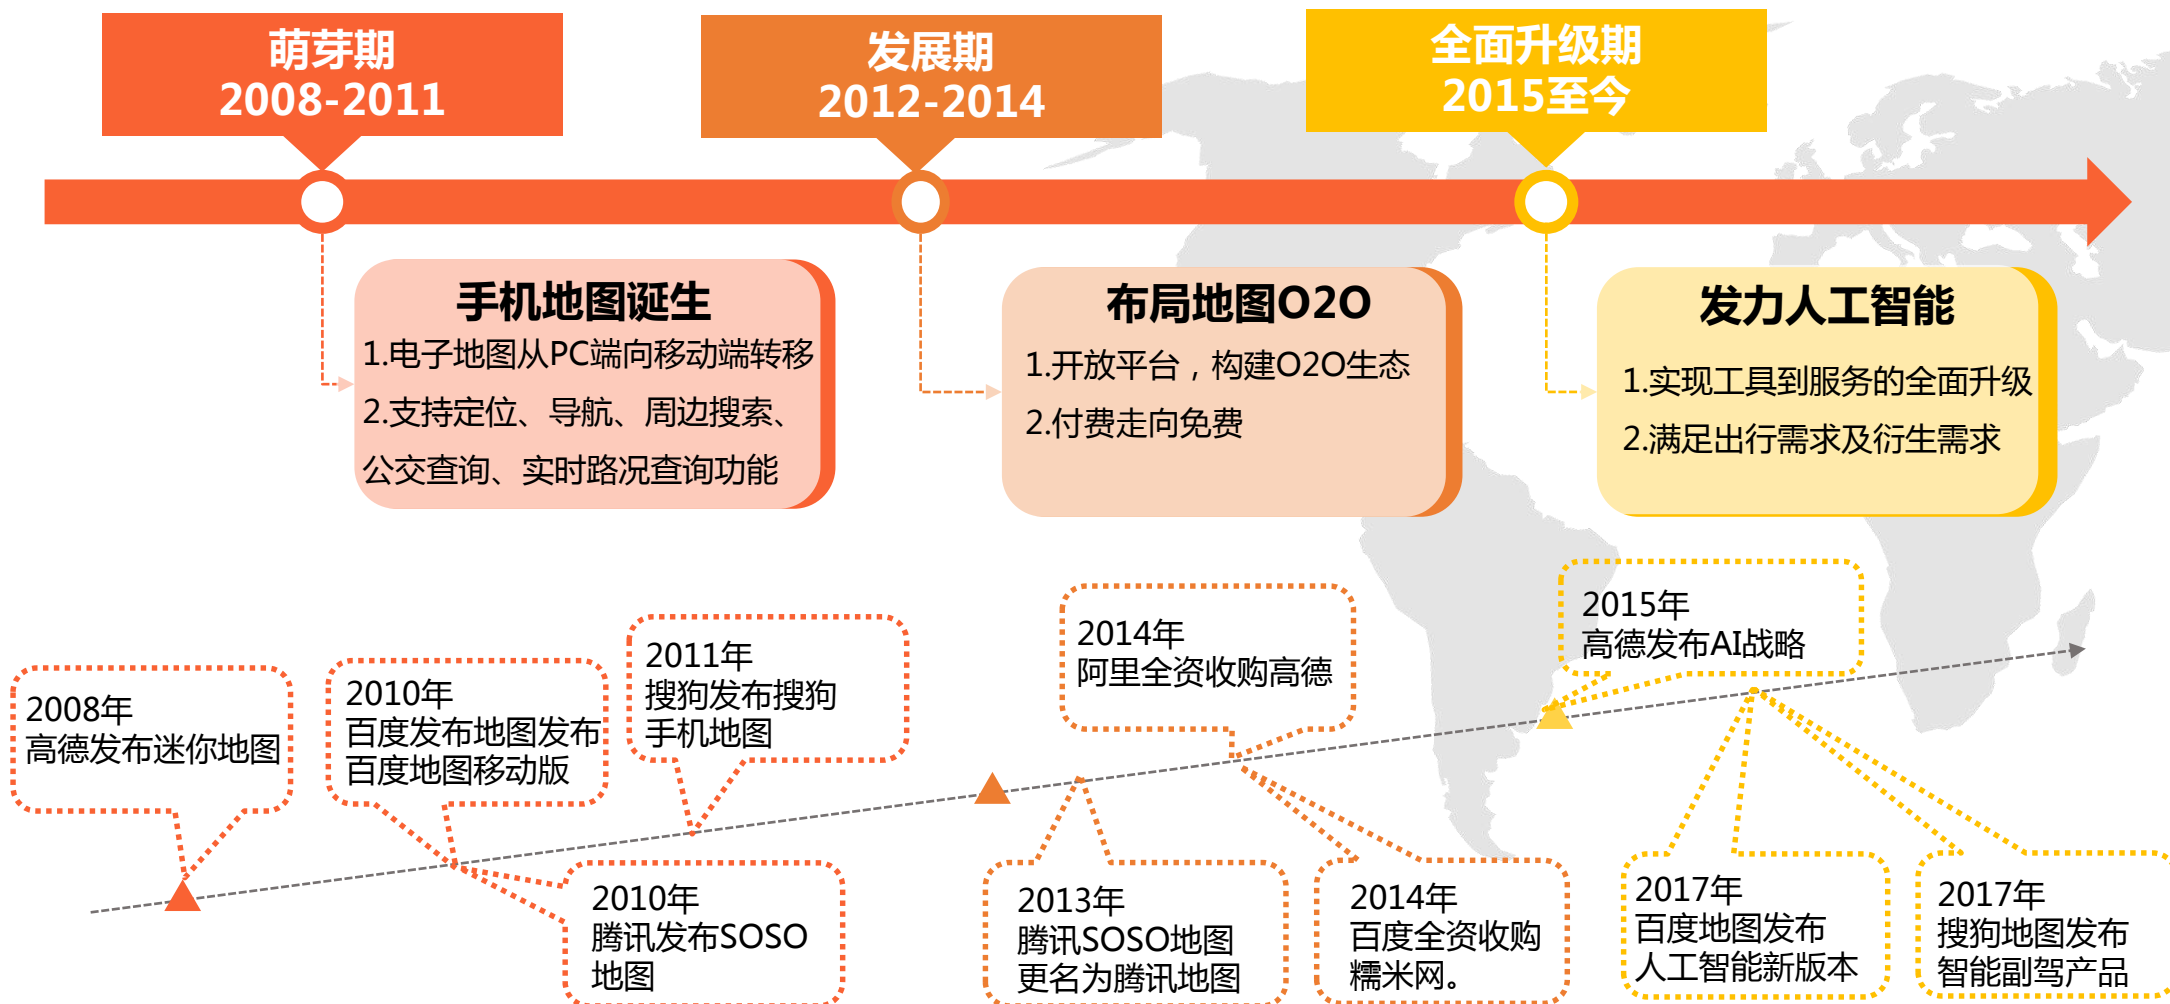 萌芽期
2008-2011
发展期
2012-2014
全面升级期
2015至今
手机地图诞生
1.电子地图从PC端向移动端转移
2.支持定位、导航、周边搜索、
公交查询、实时路况查询功能
布局地图O2O
1.开放平台，构建O2O生态
2.付费走向免费
发力人工智能
1.实现工具到服务的全面升级
2.满足出行需求及衍生需求
2008年
高德发布迷你地图
2010年
百度发布地图发布
百度地图移动版
2011年
搜狗发布搜狗
手机地图
2014年
阿里全资收购高德
2015年
高德发布AI战略
2010年
腾讯发布SOSO
地图
2013年
腾讯SOSO地图
更名为腾讯地图
2014年
百度全资收购
糯米网。
2017年
百度地图发布
人工智能新版本
2017年
搜狗地图发布
智能副驾产品